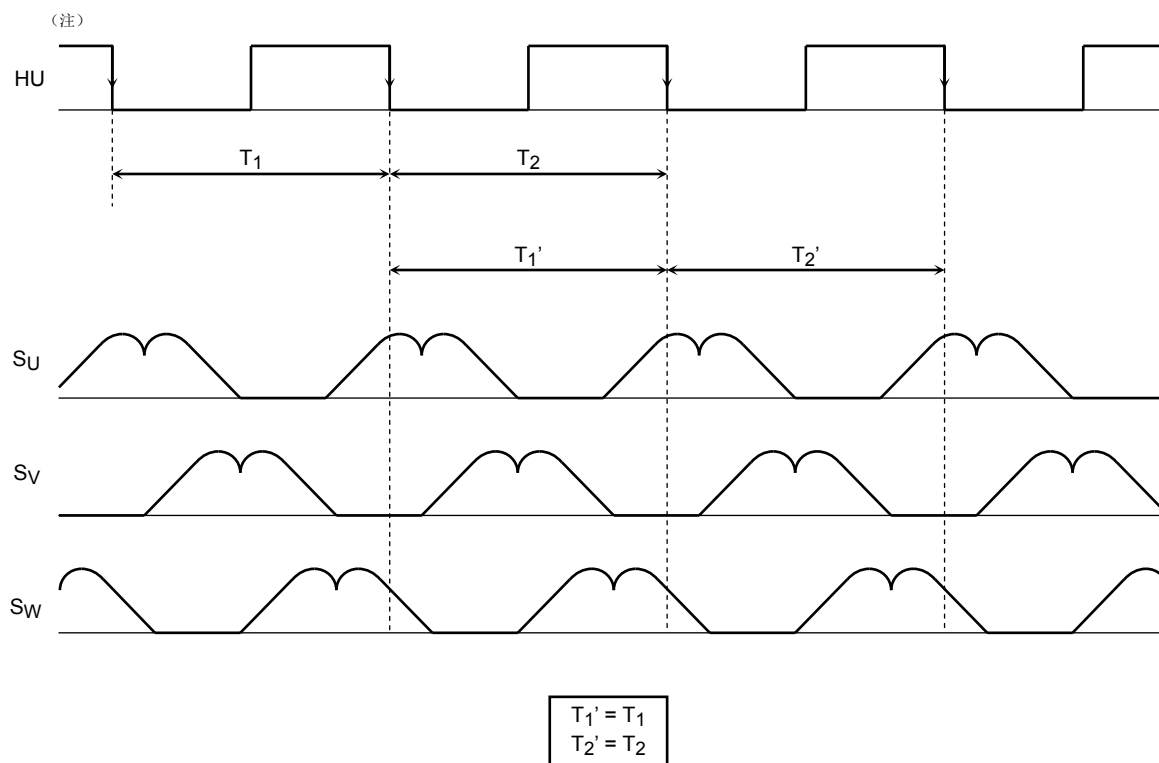 （注）
HU
T1
T2
T1’
T2’
SU
SV
SW
T1’ = T1
T2’ = T2